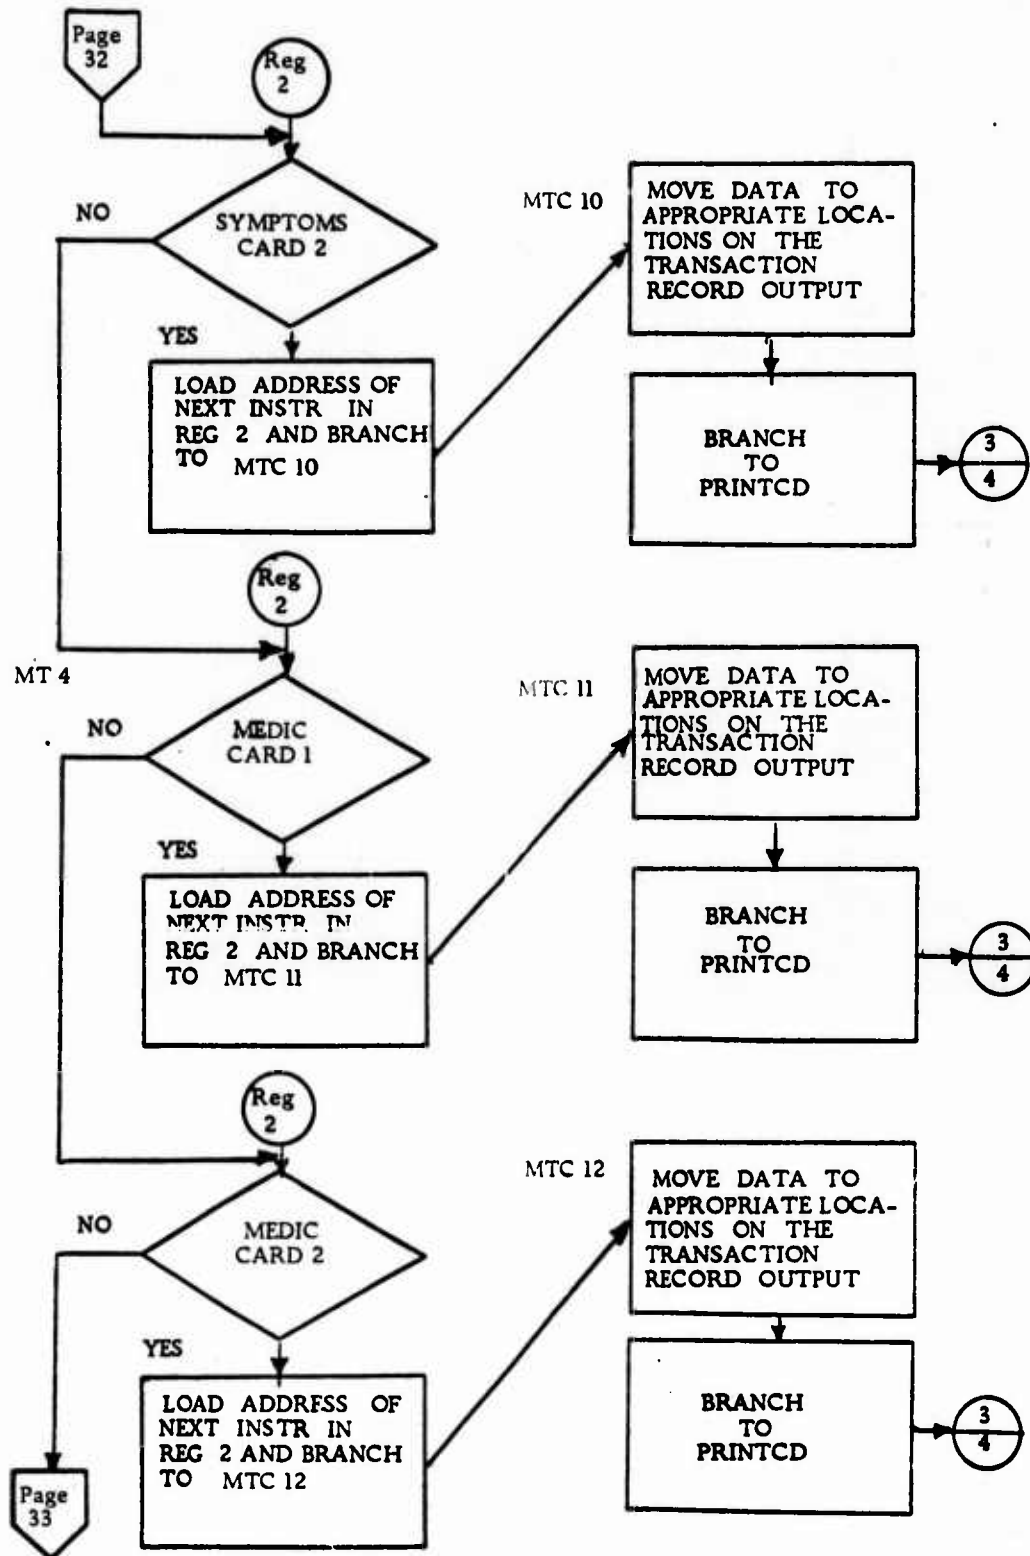 Page
32
Reg
2
NO
SYMPTOMS
CARD 2
YES
LOAD ADDRESS OF
NEXT INSTR IN
REG 2 AND BRANCH
TO MTC 10
MTC 10
MOVE DATA TO
APPROPRIATE LOCA-
TIONS ON THE
TRANSACTION
RECORD OUTPUT
BRANCH
TO
PRINTCD
3
4
Reg
2
MT 4
NO
MEDIC
CARD 1
YES
LOAD ADDRESS OF
NEXT INSTR IN
REG 2 AND BRANCH
TO MTC 11
MTC 11
MOVE DATA TO
APPROPRIATE LOCA-
TIONS ON THE
TRANSACTION
RECORD OUTPUT
BRANCH
TO
PRINTCD
3
4
Reg
2
NO
MEDIC
CARD 2
YES
LOAD ADDRESS OF
NEXT INSTR IN
REG 2 AND BRANCH
TO MTC 12
MTC 12
MOVE DATA TO
APPROPRIATE LOCA-
TIONS ON THE
TRANSACTION
RECORD OUTPUT
BRANCH
TO
PRINTCD
3
4
Page
33